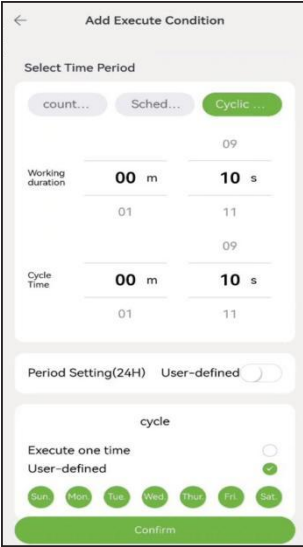 Add Execute Condition
Select Time Period
count... Sched... Cyclic ...
09
Working
duration
00 m 10 s
01 11
09
Cycle
Time
00 m 10 s
01 11
Period Setting(24H) User-defined
cycle
Execute one time
User-defined
Sun. Mon. Tue. Wed. Thur. Fri. Sat.
Confirm